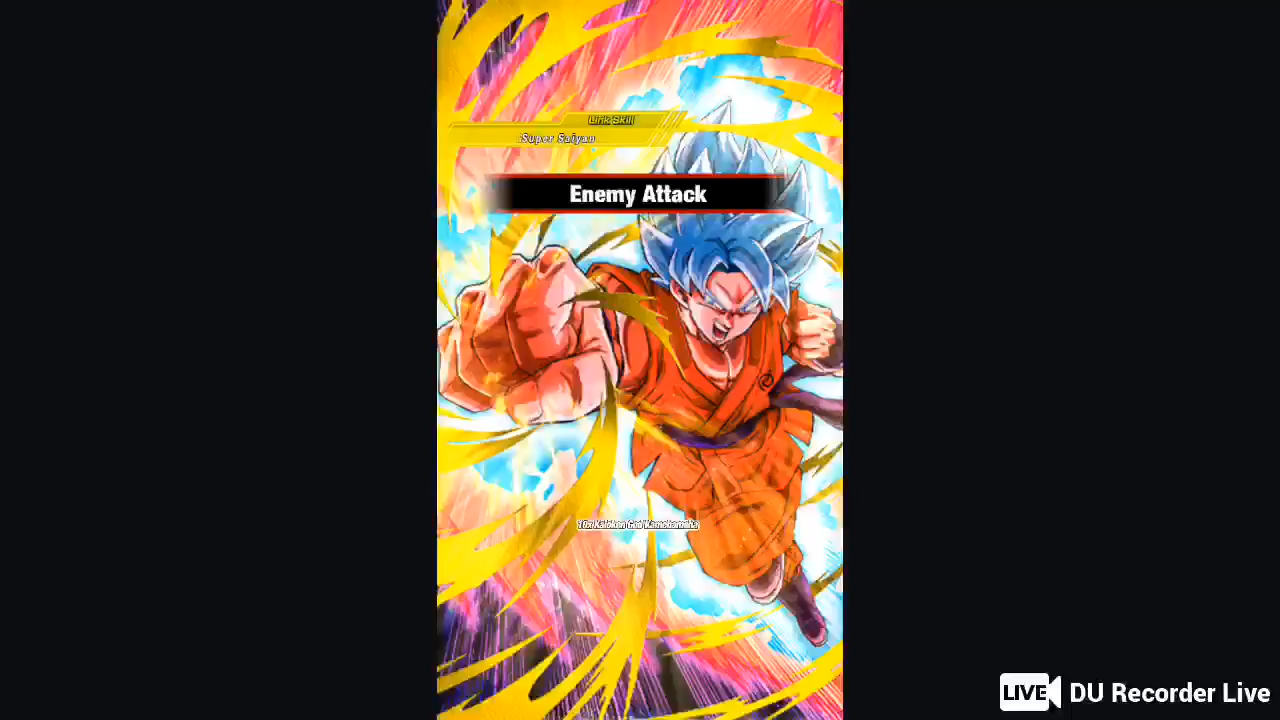 Link Skill
Super Saiyan
Enemy Attack
10x Kaioken God Kamehameha
LIVE DU Recorder Live